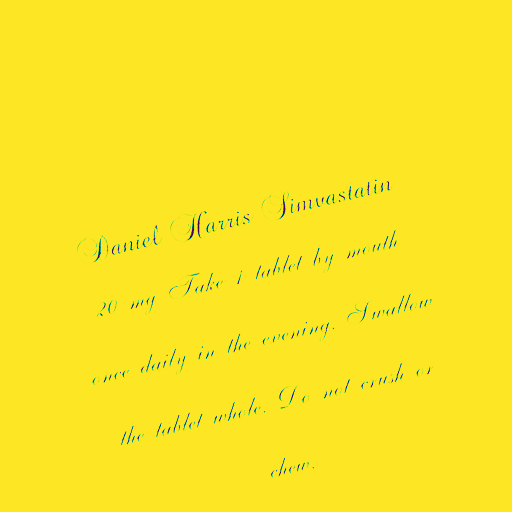 Daniel Harris Simvastatin
20 mg Take 1 tablet by mouth
once daily in the evening. Swallow
the tablet whole. Do not crush or
chew.